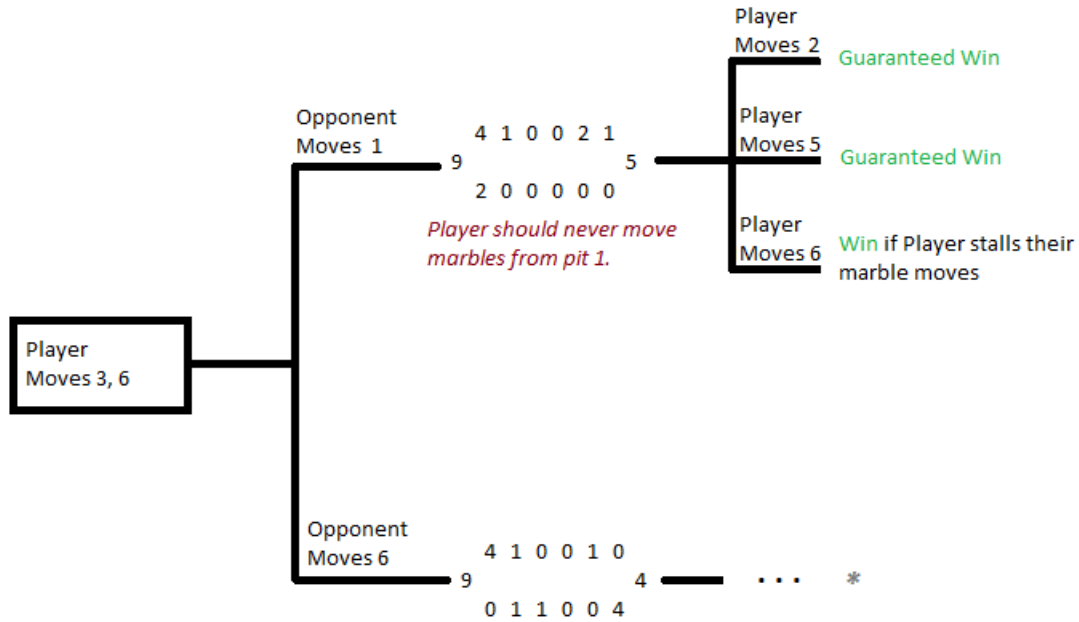 Player
Moves 2
Guaranteed Win
Opponent
Moves 1
4 1 0 0 2 1
9 5
2 0 0 0 0 0
Player should never move
marbles from pit 1.
Player
Moves 5
Guaranteed Win
Player
Moves 6
Win if Player stalls their
marble moves
Player
Moves 3, 6
Opponent
Moves 6
4 1 0 0 1 0
9 4
0 1 1 0 0 4
. . . *